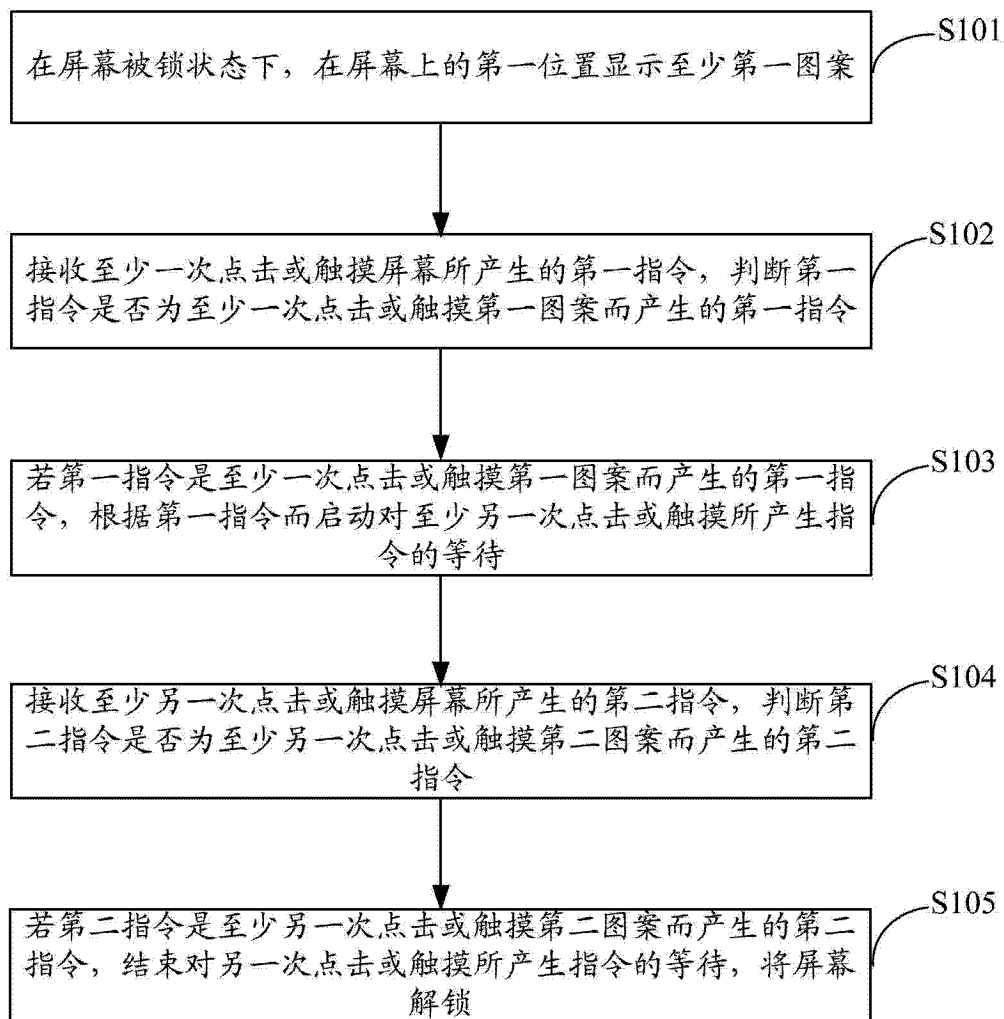 在屏幕被锁状态下，在屏幕上的第一位置显示至少第一图案
S101
接收至少一次点击或触摸屏幕所产生的第一指令，判断第一
指令是否为至少一次点击或触摸第一图案而产生的第一指令
S102
若第一指令是至少一次点击或触摸第一图案而产生的第一指
令，根据第一指令而启动对至少另一次点击或触摸所产生指
令的等待
S103
接收至少另一次点击或触摸屏幕所产生的第二指令，判断第
二指令是否为至少另一次点击或触摸第二图案而产生的第二
指令
S104
若第二指令是至少另一次点击或触摸第二图案而产生的第二
指令，结束对另一次点击或触摸所产生指令的等待，将屏幕
解锁
S105